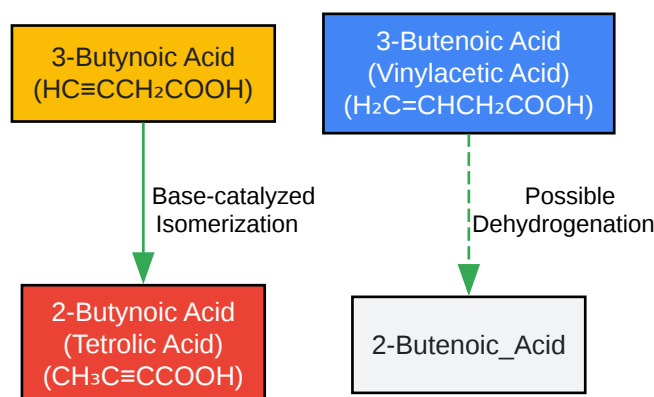 3-Butynoic Acid
(HC≡CCH₂COOH)
3-Butenoic Acid
(Vinylacetic Acid)
(H₂C=CHCH₂COOH)
Base-catalyzed
Isomerization
Possible
Dehydrogenation
2-Butynoic Acid
(Tetrolic Acid)
(CH₃C≡CCOOH)
2-Butenoic_Acid